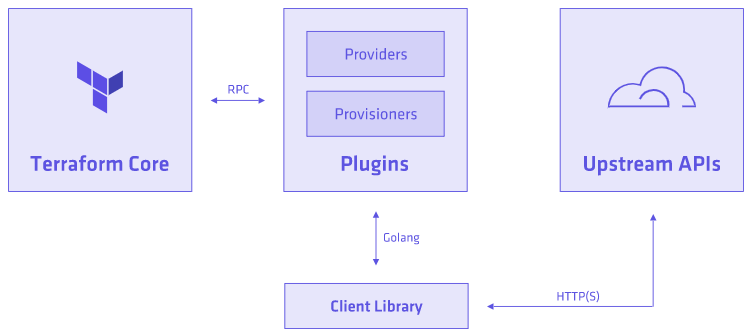 Providers
RPC
Provisioners
Terraform Core
Plugins
Upstream APIs
Golang
HTTP(S)
Client Library